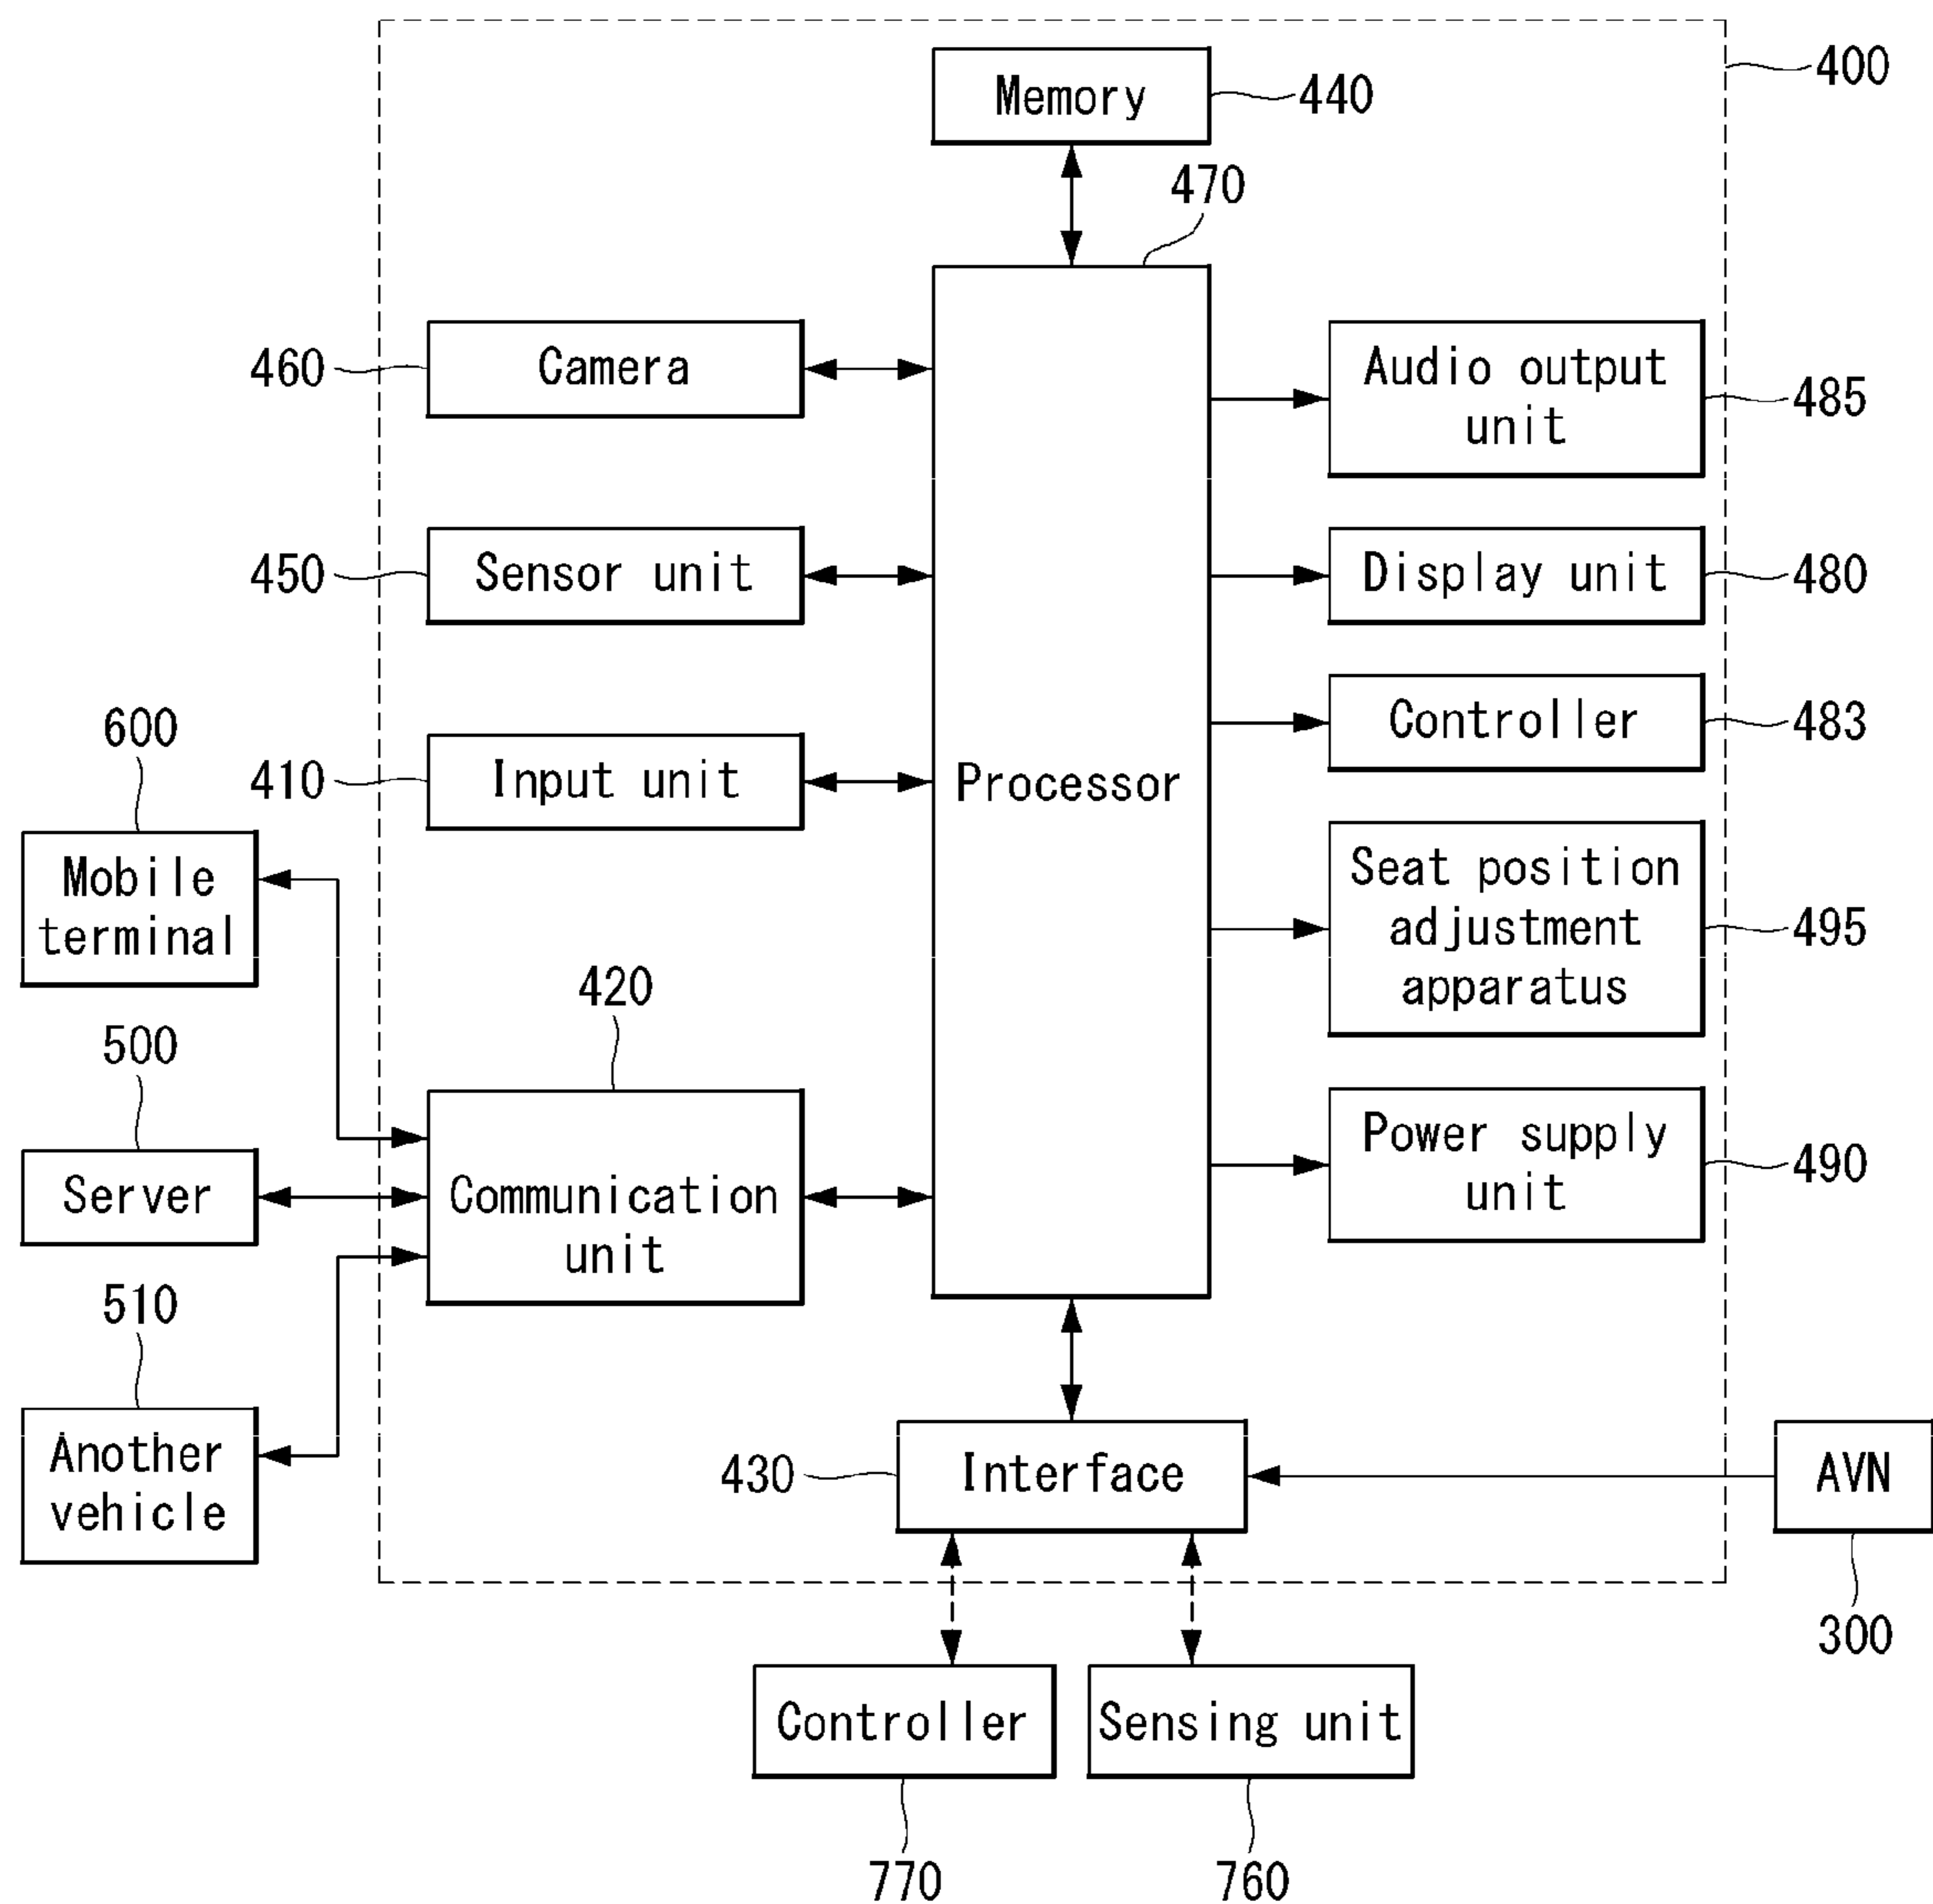 400
Memory
440
470
460
Camera
Audio output
unit
485
450
Sensor unit
Display unit
480
Controller
483
600
410
Input unit
Processor
Mobile
terminal
Seat position
adjustment
apparatus
495
420
500
Server
Communication
unit
Power supply
unit
490
510
Another
vehicle
430
Interface
AVN
300
Controller
Sensing unit
770
760